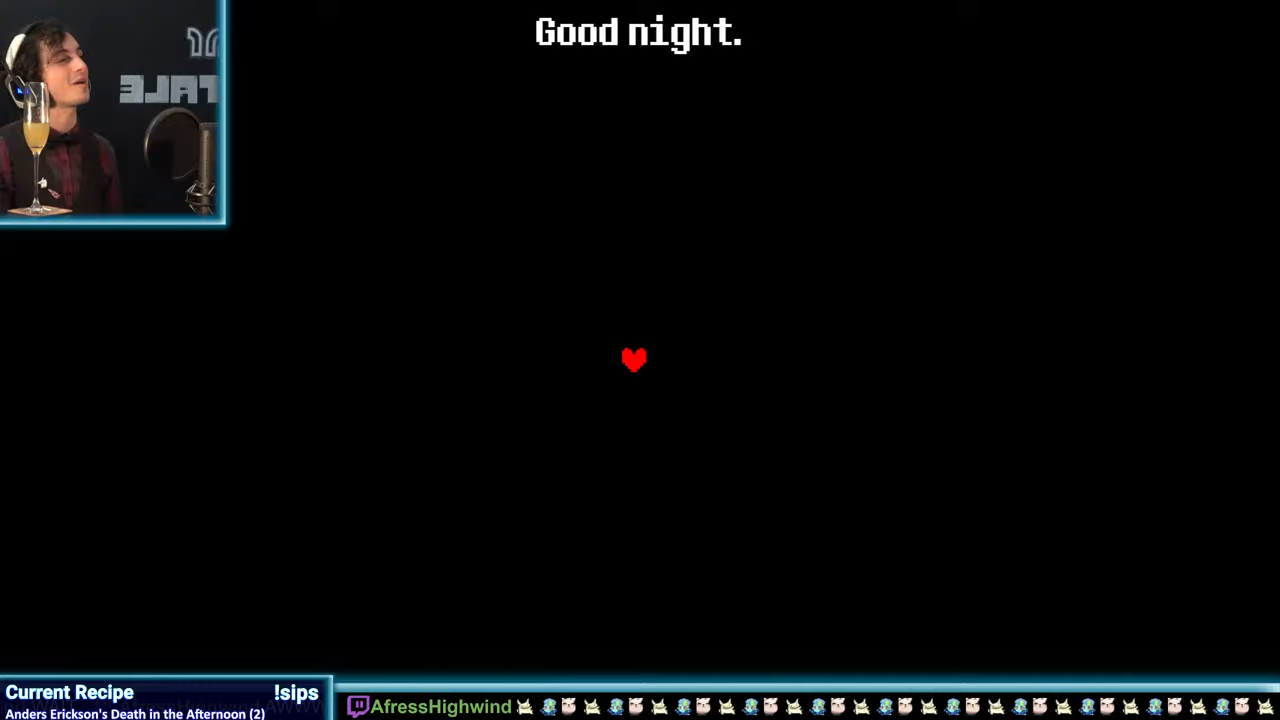 Good night.
Current Recipe !sips
Anders Erickson's Death in the Afternoon (2)
AfressHighwind